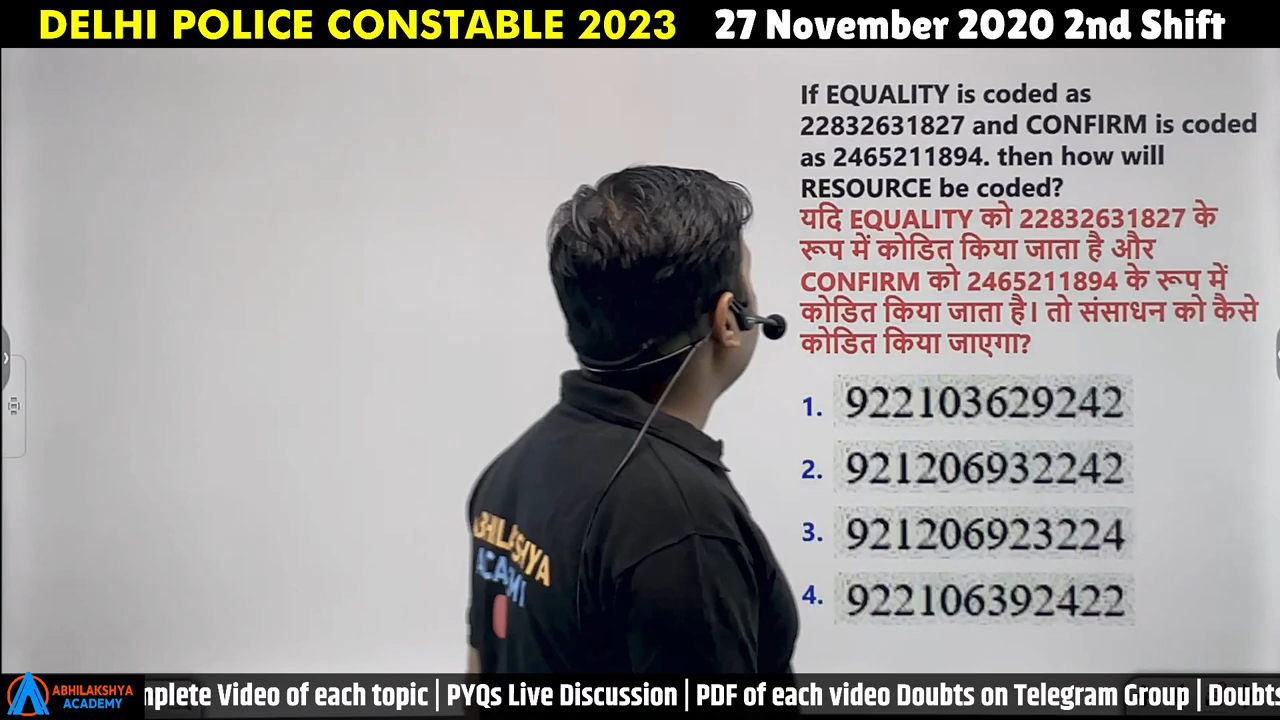 DELHI POLICE CONSTABLE 2023 27 November 2020 2nd Shift
If EQUALITY is coded as
22832631827 and CONFIRM is coded
as 2465211894. then how will
RESOURCE be coded?
यदि EQUALITY को 22832631827 के
रूप में कोडित किया जाता है और
CONFIRM को 2465211894 के रूप में
कोडित किया जाता है। तो संसाधन को कैसे
कोडित किया जाएगा?
1. 922103629242
2. 921206932242
3. 921206923224
4. 922106392422
ABHILAKSHYA
ACADEMY
Video of each topic | PYQs Live Discussion | PDF of each video Doubts on Telegram Group | Doubts